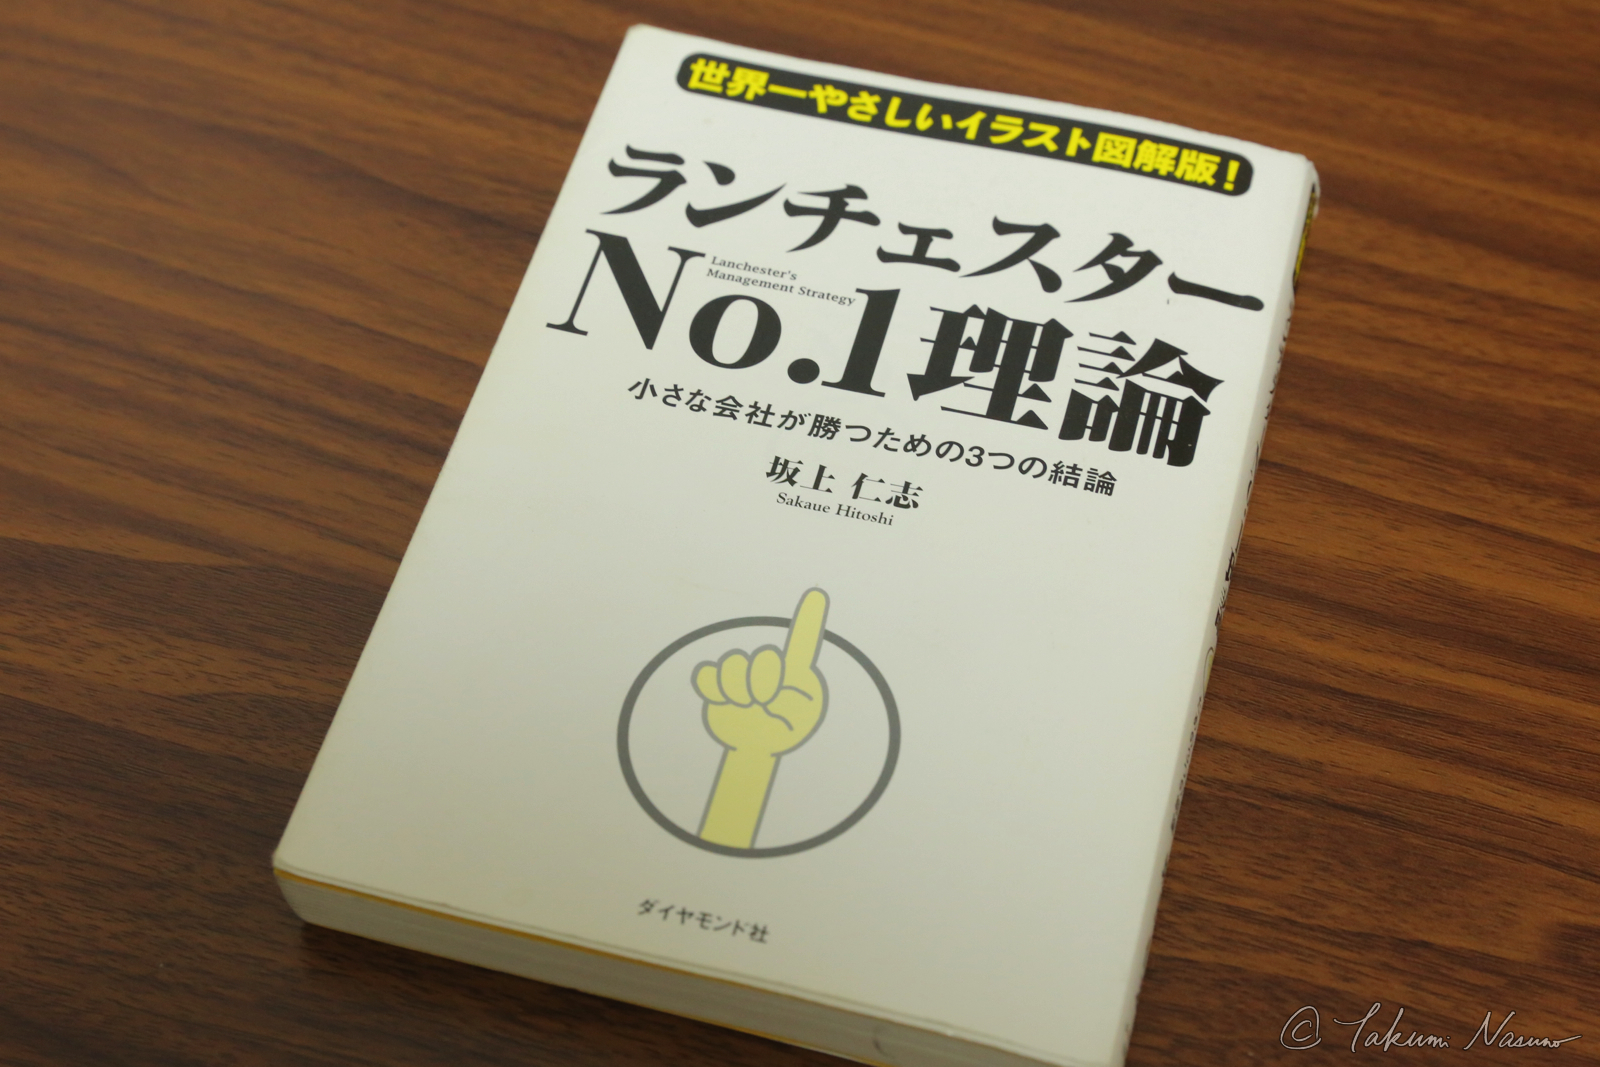 世界一やさしいイラスト図解版!
ランチェスター
Lanchester's
Management Strategy
No.1理論
小さな会社が勝つための3つの結論
坂上 仁志
Sakaue Hitoshi
ダイヤモンド社
© Takumi Nasuno